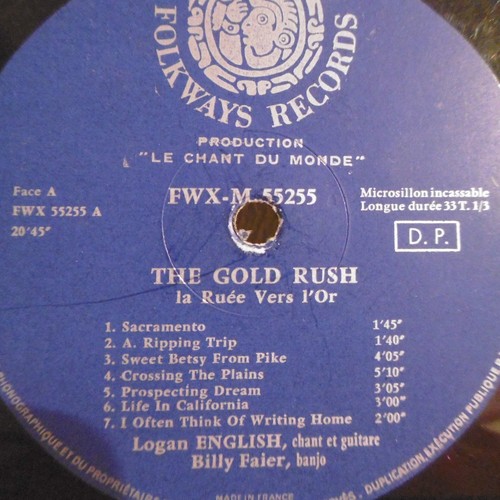 FOLKWAYS RECORDS
PRODUCTION
"LE CHANT DU MONDE"
Face A
FWX 55255 A
20'45"
FWX-M 55255
Microsillon incassable
Longue durée 33 T. 1/3
D. P.
THE GOLD RUSH
la Ruée Vers l'Or
1. Sacramento 1'45"
2. A. Ripping Trip 1'40"
3. Sweet Betsy From Pike 4'05"
4. Crossing The Plains 5'10"
5. Prospecting Dream 3'05"
6. Life In California 3'00"
7. I Often Think Of Writing Home 2'00"
Logan ENGLISH, chant et guitare
Billy Faier, banjo
PHONOGRAPHIQUE ET DU PROPRIÉTAIRE
MADE IN FRANCE
DUPLICATION, EXÉCUTION PUBLIQUE